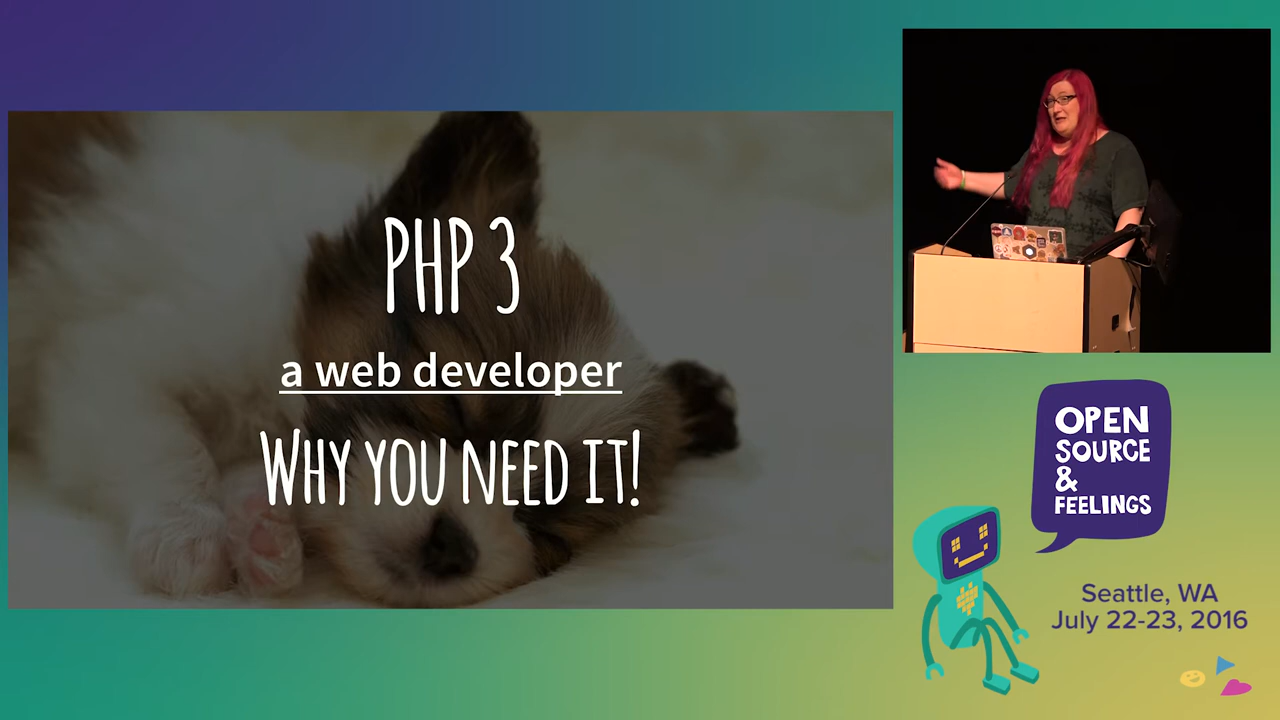 PHP 3
a web developer
WHY YOU NEED IT!
OPEN
SOURCE
&
FEELINGS
Seattle, WA
July 22-23, 2016